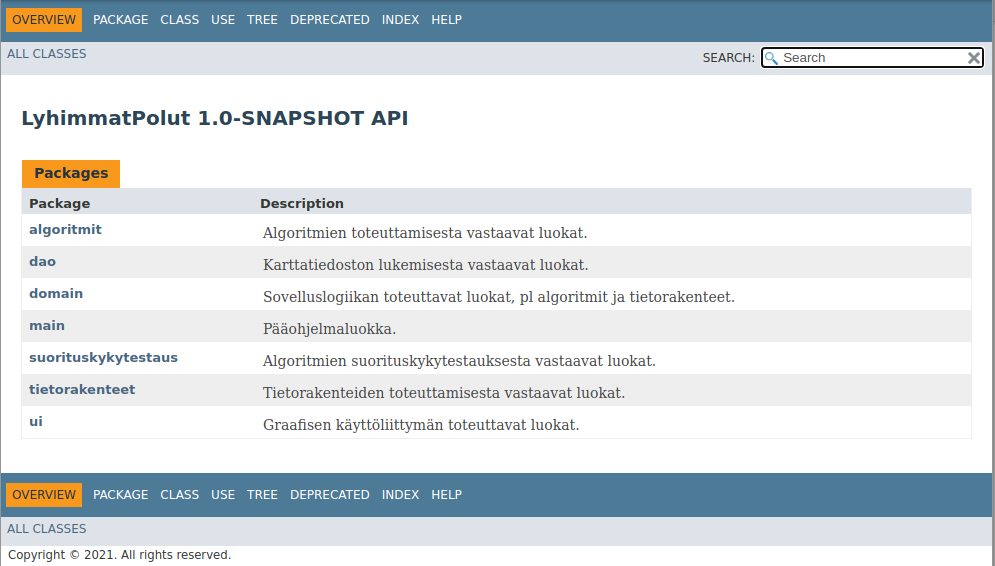 OVERVIEW PACKAGE CLASS USE TREE DEPRECATED INDEX HELP
ALL CLASSES
SEARCH: Search
LyhimmatPolut 1.0-SNAPSHOT API
Packages
Package Description
algoritmit Algoritmien toteuttamisesta vastaavat luokat.
dao Karttatiedoston lukemisesta vastaavat luokat.
domain Sovelluslogiikan toteuttavat luokat, pl algoritmit ja tietorakenteet.
main Pääohjelmaluokka.
suorituskykytestaus Algoritmien suorituskykytestauksesta vastaavat luokat.
tietorakenteet Tietorakenteiden toteuttamisesta vastaavat luokat.
ui Graafisen käyttöliittymän toteuttavat luokat.
OVERVIEW PACKAGE CLASS USE TREE DEPRECATED INDEX HELP
ALL CLASSES
Copyright © 2021. All rights reserved.